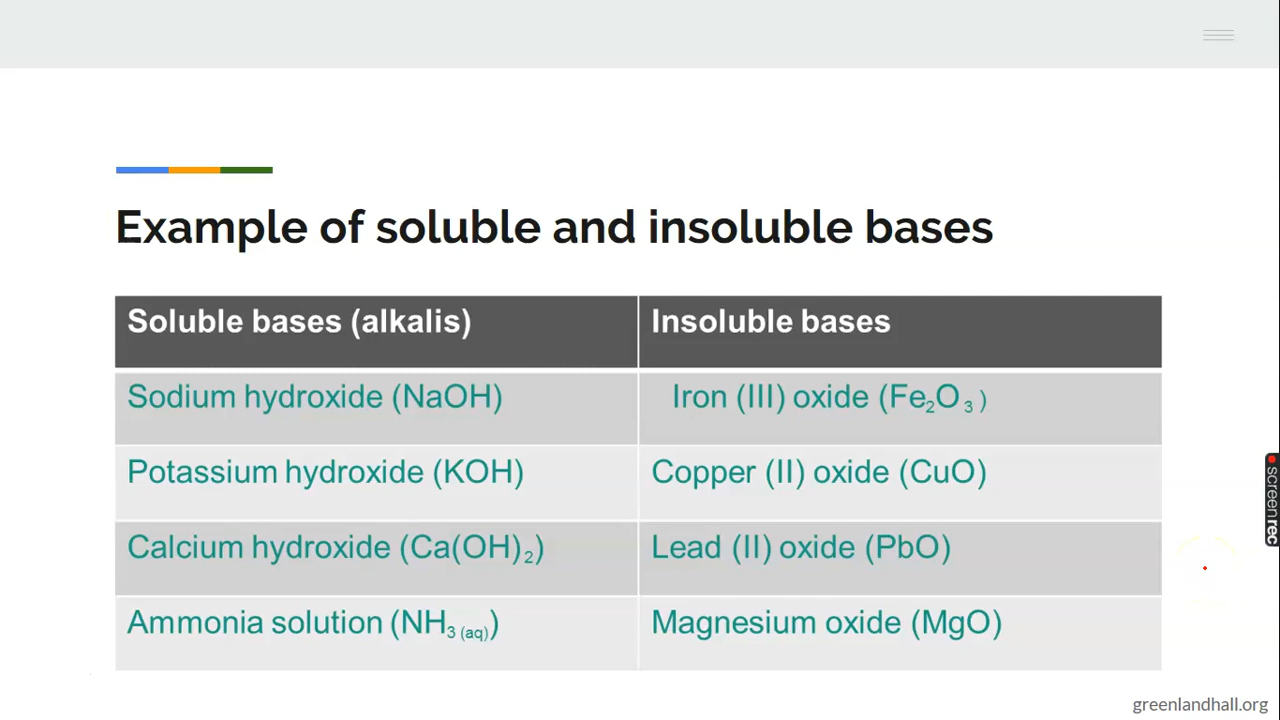 Example of soluble and insoluble bases
Soluble bases (alkalis) Insoluble bases
Sodium hydroxide (NaOH) Iron (III) oxide (Fe₂O₃)
Potassium hydroxide (KOH) Copper (II) oxide (CuO)
Calcium hydroxide (Ca(OH)₂) Lead (II) oxide (PbO)
Ammonia solution (NH₃ (aq)) Magnesium oxide (MgO)
screenrec
greenlandhall.org